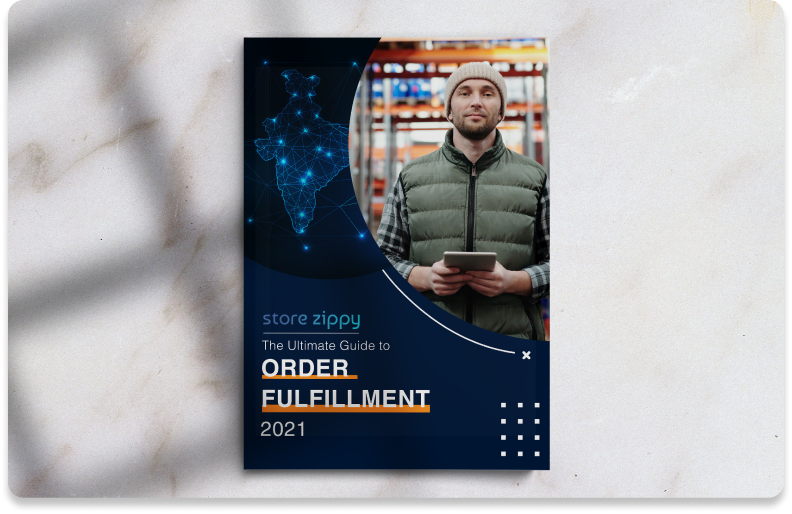 store zippy
The Ultimate Guide to
ORDER
FULFILLMENT
2021